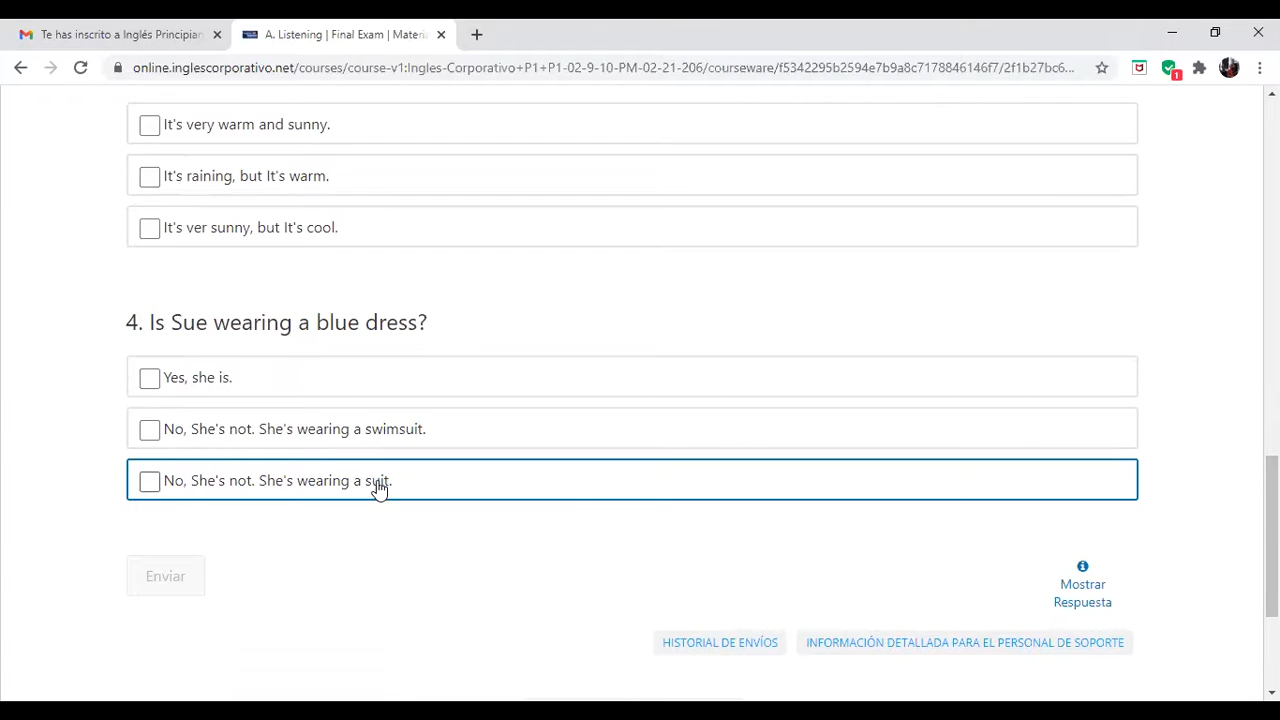 Te has inscrito a Inglés Principian
A. Listening | Final Exam | Materi
online.inglescorporativo.net/courses/course-v1:Ingles-Corporativo+P1+P1-02-9-10-PM-02-21-206/courseware/f5342295b2594e7b9a8c7178846146f7/2f1b27bc6...
1
It's very warm and sunny.
It's raining, but It's warm.
It's ver sunny, but It's cool.
4. Is Sue wearing a blue dress?
Yes, she is.
No, She's not. She's wearing a swimsuit.
No, She's not. She's wearing a suit.
Enviar
Mostrar
Respuesta
HISTORIAL DE ENVÍOS
INFORMACIÓN DETALLADA PARA EL PERSONAL DE SOPORTE